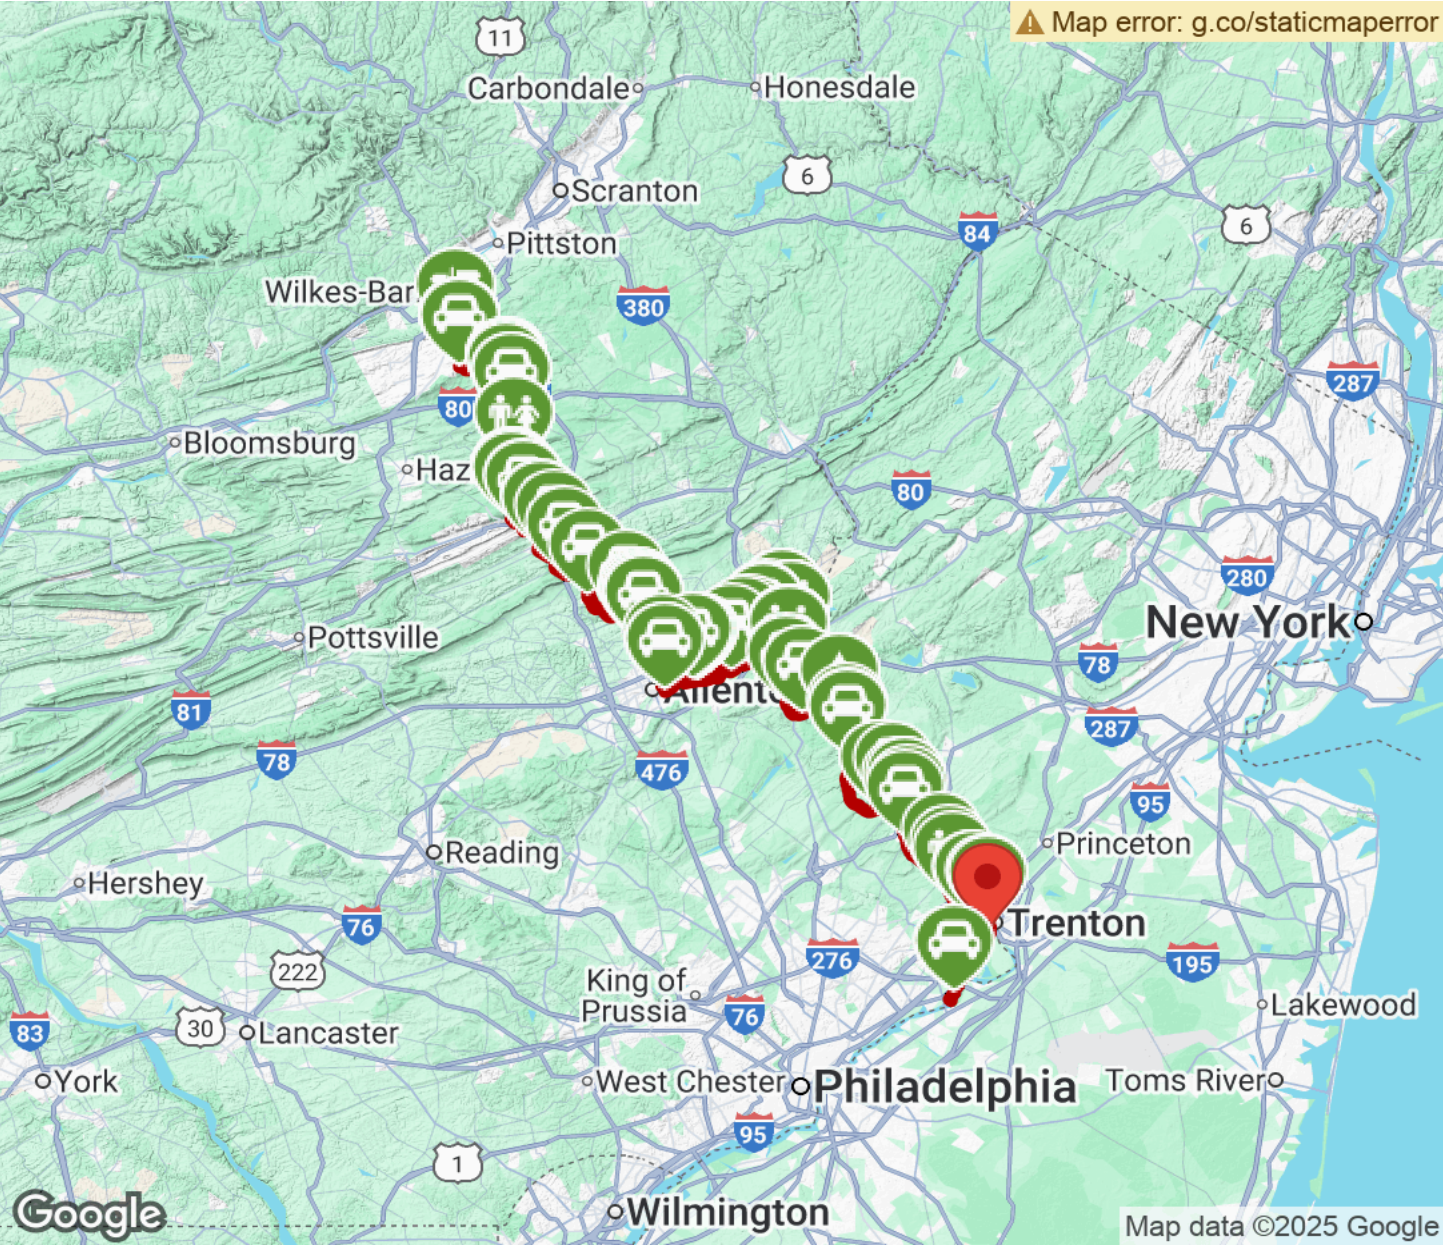 Map error: g.co/staticmaperror
11
Carbondale
Honesdale
6
Scranton
84
6
Pittston
Wilkes-Bar
380
287
80
Bloomsburg
Haz
80
280
New York
Pottsville
78
Allento
81
287
78
476
95
Princeton
Reading
Hershey
76
Trenton
276
195
222
King of
Prussia
76
Lakewood
83
30
Lancaster
York
West Chester
Philadelphia
Toms River
95
1
Wilmington
Google
Map data ©2025 Google